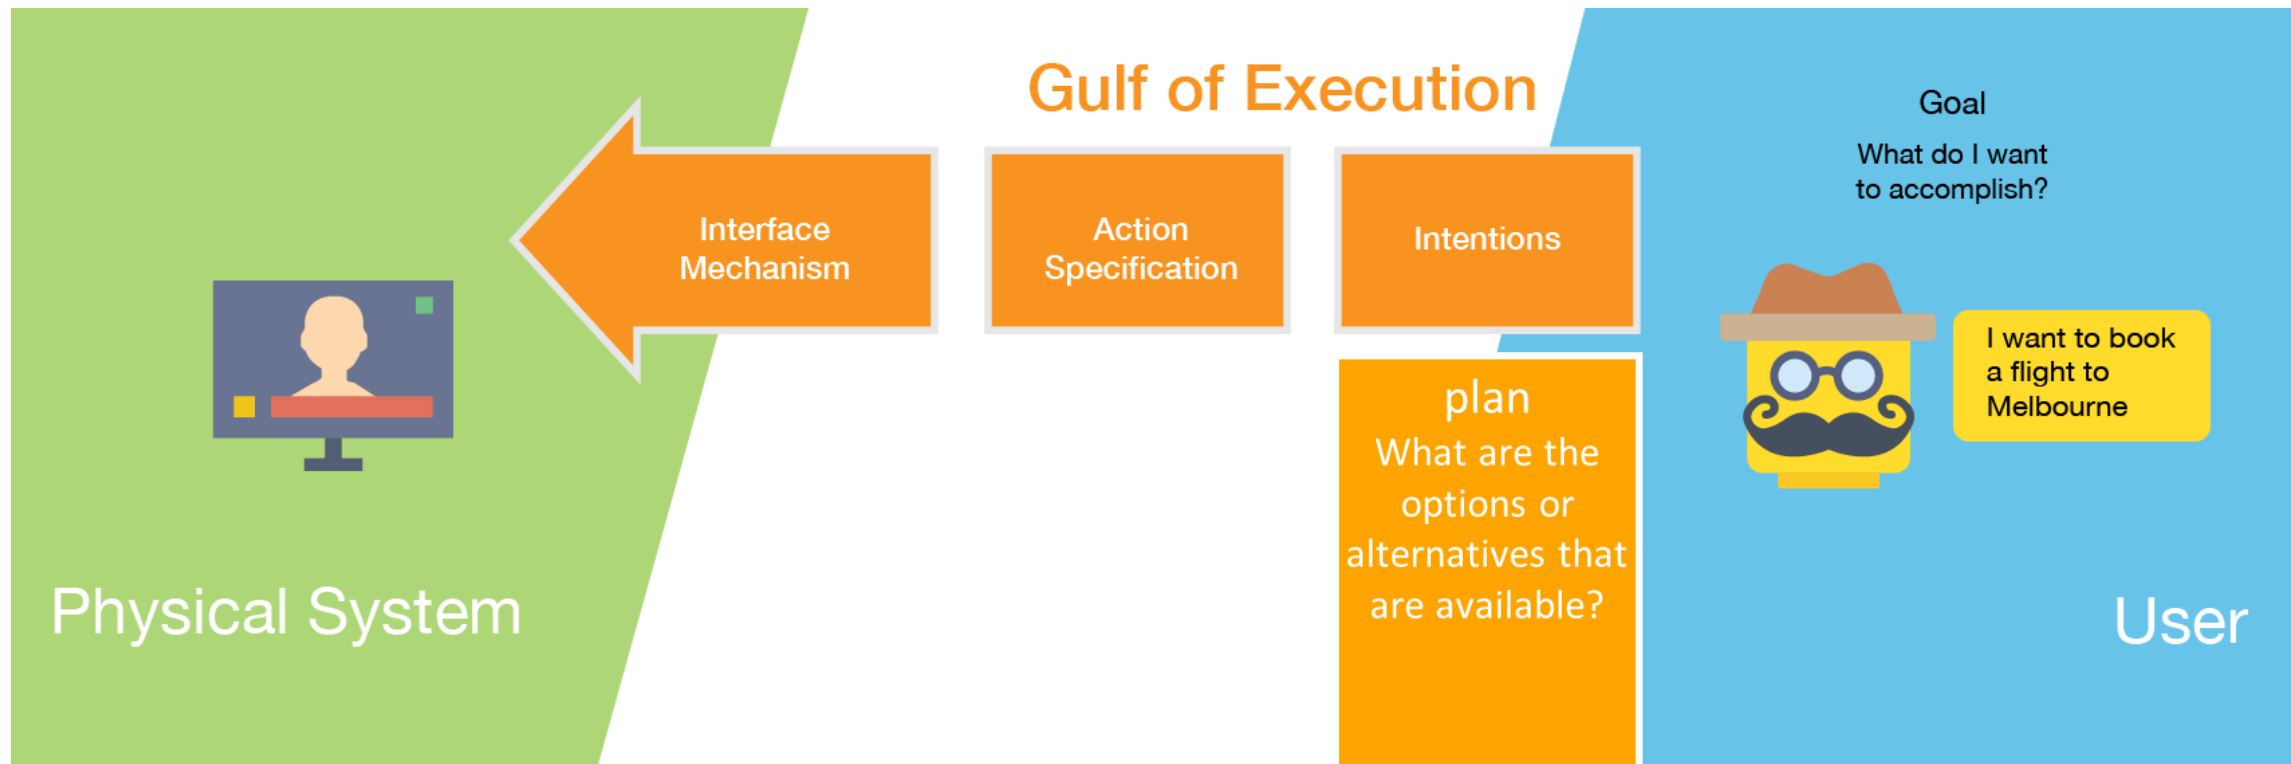 Gulf of Execution
Goal
What do I want
to accomplish?
Interface
Mechanism
Action
Specification
Intentions
I want to book
a flight to
Melbourne
plan
What are the
options or
alternatives that
are available?
Physical System
User